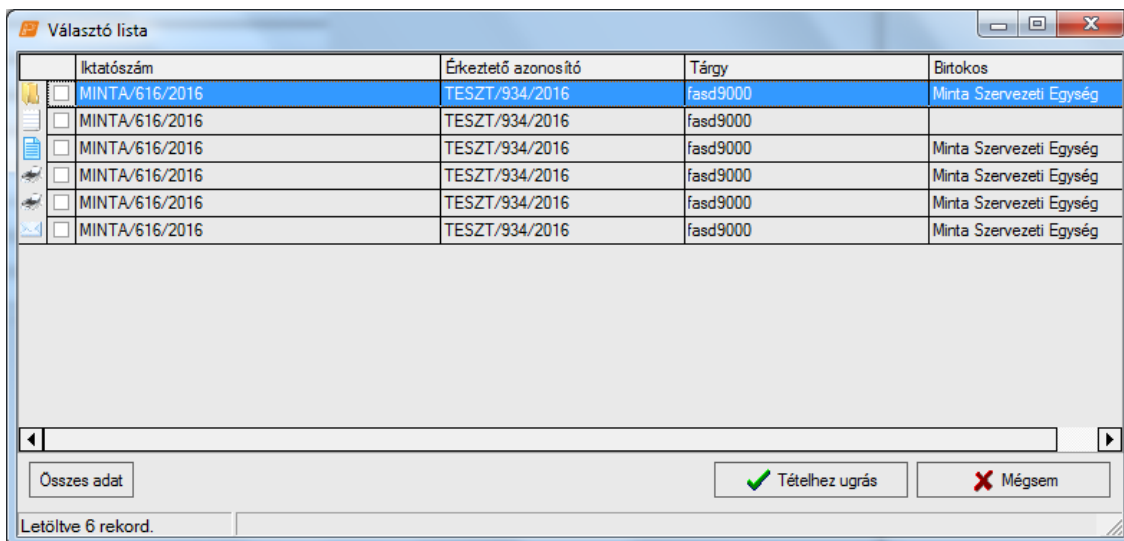 Választó lista
Iktatószám Érkeztető azonosító Tárgy Birtokos
MINTA/616/2016 TESZT/934/2016 fasd9000 Minta Szervezeti Egység
MINTA/616/2016 TESZT/934/2016 fasd9000
MINTA/616/2016 TESZT/934/2016 fasd9000 Minta Szervezeti Egység
MINTA/616/2016 TESZT/934/2016 fasd9000 Minta Szervezeti Egység
MINTA/616/2016 TESZT/934/2016 fasd9000 Minta Szervezeti Egység
MINTA/616/2016 TESZT/934/2016 fasd9000 Minta Szervezeti Egység
Összes adat Tételhez ugrás Mégsem
Letöltve 6 rekord.